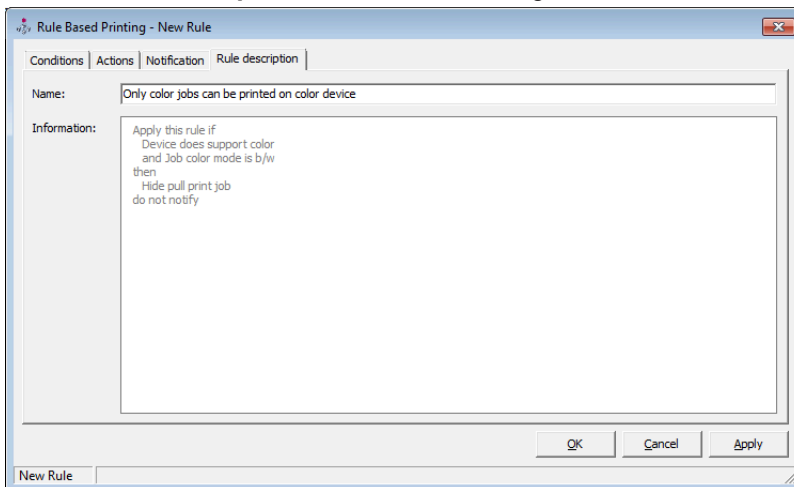 Rule Based Printing - New Rule
Conditions Actions Notification Rule description
Name: Only color jobs can be printed on color device
Information: Apply this rule if
Device does support color
and Job color mode is b/w
then
Hide pull print job
do not notify
OK Cancel Apply
New Rule